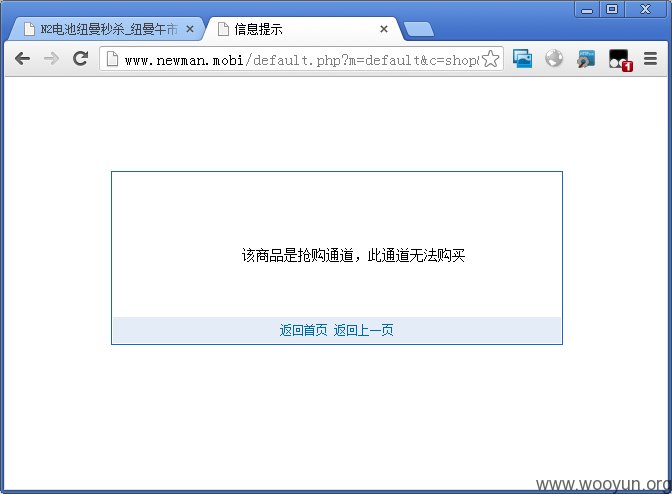 N2电池纽曼秒杀_纽曼午市
信息提示
www.newman.mobi/default.php?m=default&c=shop&
1
该商品是抢购通道，此通道无法购买
返回首页 返回上一页
www.wooyun.org